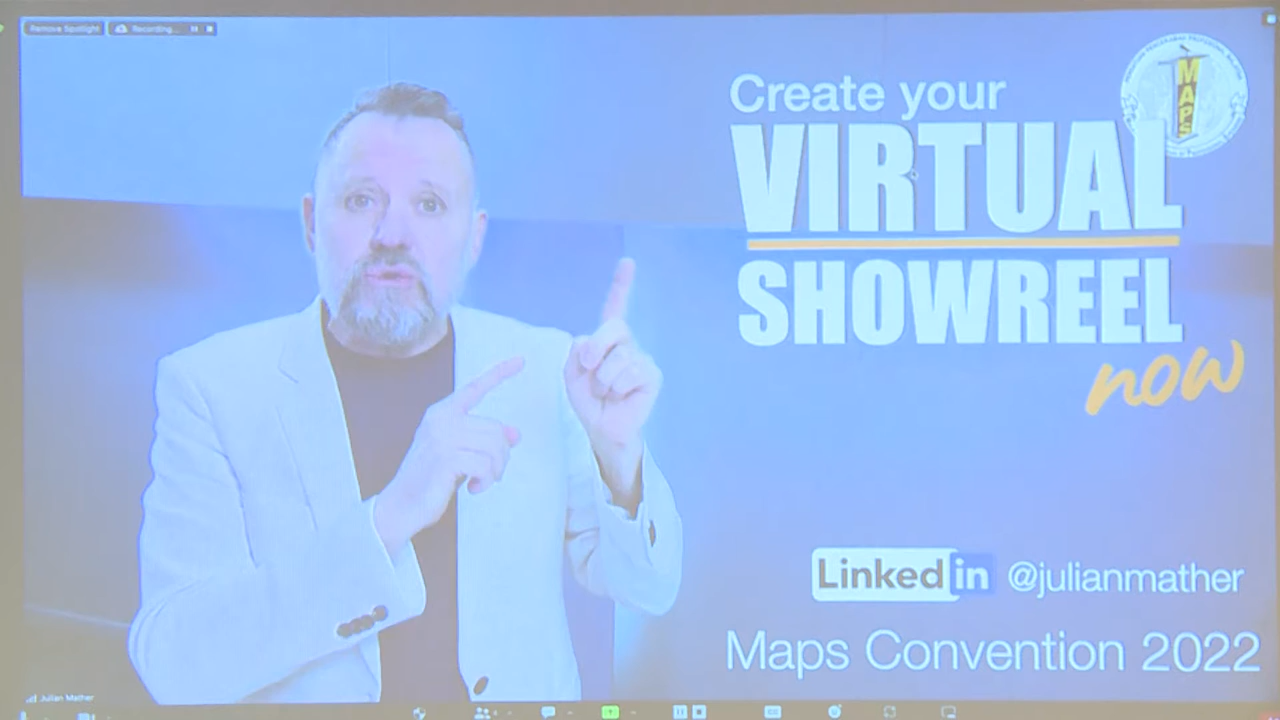 Remove Spotlight
Recording...
Create your
VIRTUAL
SHOWREEL
now
MAPS
Linkedin @julianmather
Maps Convention 2022
Julian Mather